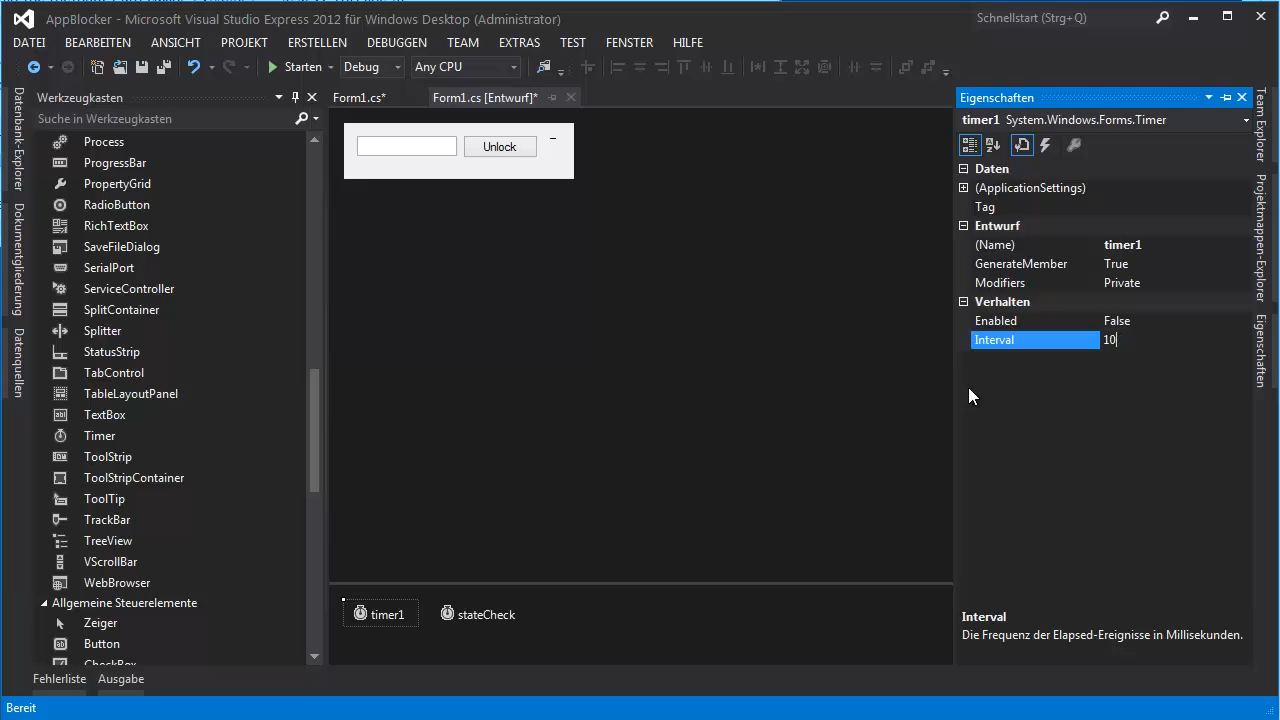 AppBlocker - Microsoft Visual Studio Express 2012 für Windows Desktop (Administrator)
Schnellstart (Strg+Q)
DATEI BEARBEITEN ANSICHT PROJEKT ERSTELLEN DEBUGGEN TEAM EXTRAS TEST FENSTER HILFE
Starten Debug Any CPU
Datenbank-Explorer
Dokumentgliederung
Datenquellen
Werkzeugkasten
Suche in Werkzeugkasten
Process
ProgressBar
PropertyGrid
RadioButton
RichTextBox
SaveFileDialog
SerialPort
ServiceController
SplitContainer
Splitter
StatusStrip
TabControl
TableLayoutPanel
TextBox
Timer
ToolStrip
ToolStripContainer
ToolTip
TrackBar
TreeView
VScrollBar
WebBrowser
Allgemeine Steuerelemente
Zeiger
Button
CheckBox
Form1.cs* Form1.cs [Entwurf]*
Unlock
timer1 stateCheck
Eigenschaften
timer1 System.Windows.Forms.Timer
Daten
(ApplicationSettings)
Tag
Entwurf
(Name) timer1
GenerateMember True
Modifiers Private
Verhalten
Enabled False
Interval 10
Interval
Die Frequenz der Elapsed-Ereignisse in Millisekunden.
Team Explorer
Projektmappen-Explorer
Eigenschaften
Fehlerliste Ausgabe
Bereit